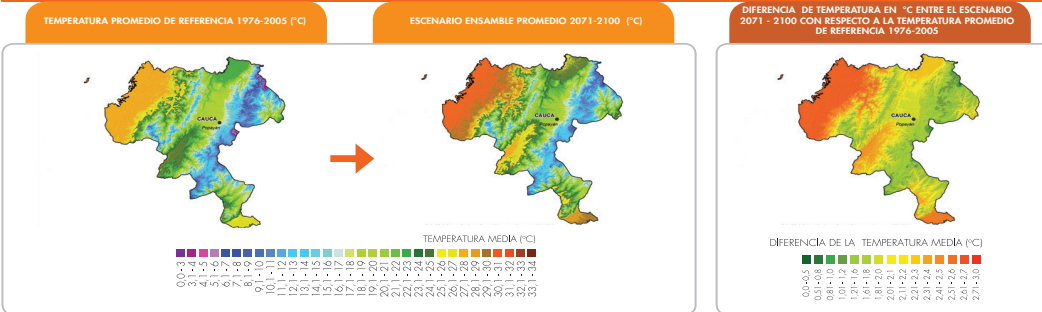 TEMPERATURA PROMEDIO DE REFERENCIA 1976-2005 (°C)
ESCENARIO ENSAMBLE PROMEDIO 2071-2100 (°C)
DIFERENCIA DE TEMPERATURA EN °C ENTRE EL ESCENARIO
2071 - 2100 CON RESPECTO A LA TEMPERATURA PROMEDIO
DE REFERENCIA 1976-2005
CAUCA
Popayán
CAUCA
Popayán
CAUCA
Popayán
TEMPERATURA MEDIA (°C)
0,0 - 3
3,1 - 4
4,1 - 5
5,1 - 6
6,1 - 7
7,1 - 8
8,1 - 9
9,1 - 10
10,1 - 11
11,1 - 12
12,1 - 13
13,1 - 14
14,1 - 15
15,1 - 16
16,1 - 17
17,1 - 18
18,1 - 19
19,1 - 20
20,1 - 21
21,1 - 22
22,1 - 23
23,1 - 24
24,1 - 25
25,1 - 26
26,1 - 27
27,1 - 28
28,1 - 29
29,1 - 30
30,1 - 31
31,1 - 32
32,1 - 33
33,1 - 34
DIFERENCIA DE LA TEMPERATURA MEDIA (°C)
0,0 - 0,5
0,51 - 0,8
0,81 - 1,0
1,01 - 1,2
1,21 - 1,6
1,61 - 1,8
1,81 - 2,0
2,01 - 2,1
2,11 - 2,2
2,21 - 2,3
2,31 - 2,4
2,41 - 2,5
2,51 - 2,6
2,61 - 2,7
2,71 - 3,0